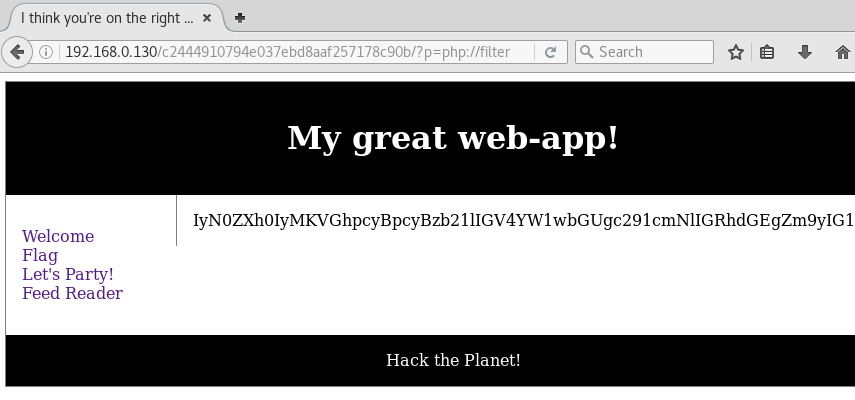 I think you're on the right ...
192.168.0.130/c2444910794e037ebd8aaf257178c90b/?p=php://filter
Search
My great web-app!
Welcome
Flag
Let's Party!
Feed Reader
IyN0ZXh0IyMKVGhpcyBpcyBzb21lIGV4YW1wbGUgc291cmNlIGRhdGEgZm9yIG1
Hack the Planet!